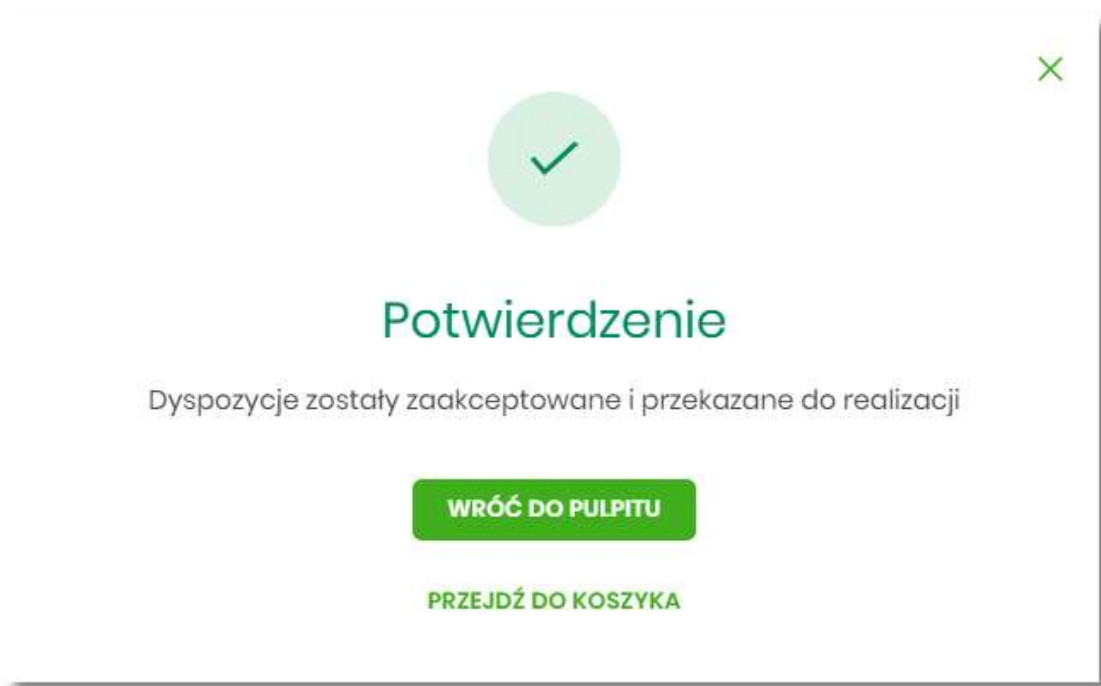 Potwierdzenie
Dyspozycje zostały zaakceptowane i przekazane do realizacji
WRÓĆ DO PULPITU
PRZEJDŹ DO KOSZYKA